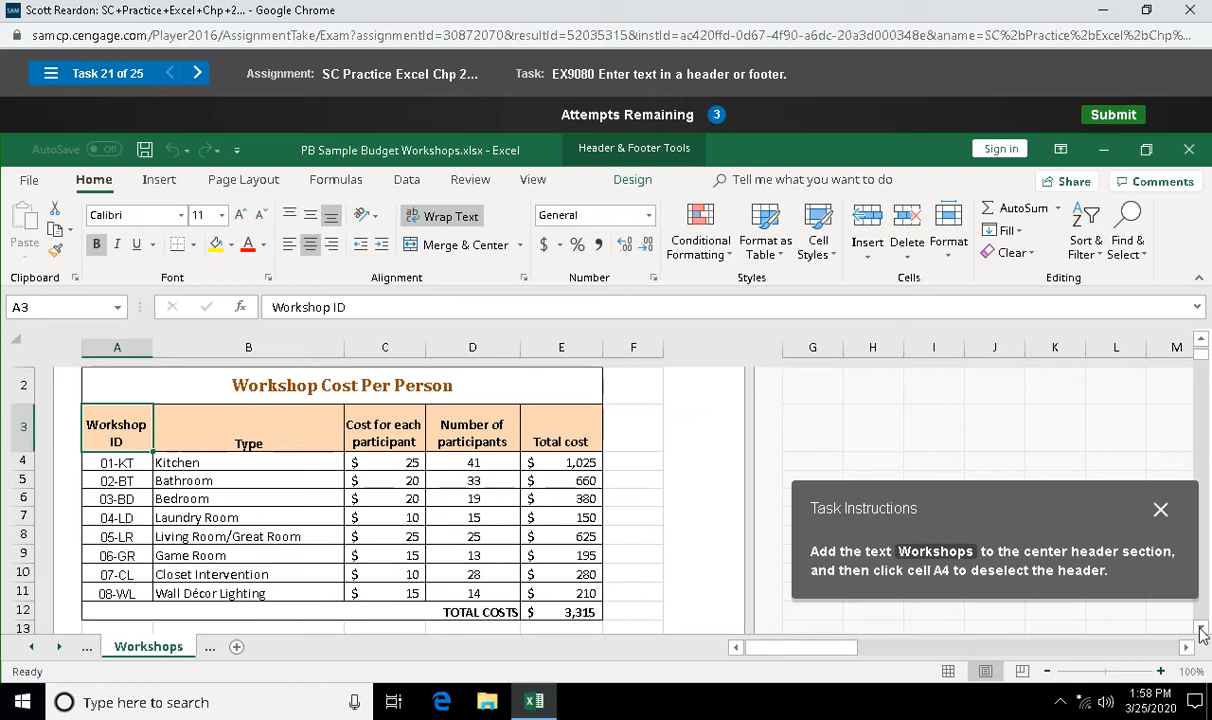 Scott Reardon: SC+Practice+Excel+Chp+2... - Google Chrome
samcp.cengage.com/Player2016/AssignmentTake/Exam?assignmentId=30872070&resultId=52035315&instId=ac420ffd-0d67-4f90-a6dc-20a3d000348e&aname=SC%2bPractice%2bExcel%2bChp%...
Task 21 of 25 Assignment: SC Practice Excel Chp 2... Task: EX9080 Enter text in a header or footer.
Attempts Remaining 3 Submit
AutoSave Off PB Sample Budget Workshops.xlsx - Excel Header & Footer Tools Sign in
File Home Insert Page Layout Formulas Data Review View Design Tell me what you want to do Share Comments
Paste Calibri 11 Wrap Text General AutoSum
B I U Merge & Center $ % Conditional Formatting Format as Table Cell Styles Insert Delete Format Fill Clear Sort & Filter Find & Select
Clipboard Font Alignment Number Styles Cells Editing
A3 fx Workshop ID
A B C D E F G H I J K L M
2 Workshop Cost Per Person
3 Workshop ID Type Cost for each participant Number of participants Total cost
4 01-KT Kitchen $ 25 41 $ 1,025
5 02-BT Bathroom $ 20 33 $ 660
6 03-BD Bedroom $ 20 19 $ 380
7 04-LD Laundry Room $ 10 15 $ 150
8 05-LR Living Room/Great Room $ 25 25 $ 625
9 06-GR Game Room $ 15 13 $ 195
10 07-CL Closet Intervention $ 10 28 $ 280
11 08-WL Wall Décor Lighting $ 15 14 $ 210
12 TOTAL COSTS $ 3,315
13
Task Instructions
Add the text Workshops to the center header section,
and then click cell A4 to deselect the header.
... Workshops ...
Ready 100%
Type here to search 1:58 PM
3/25/2020